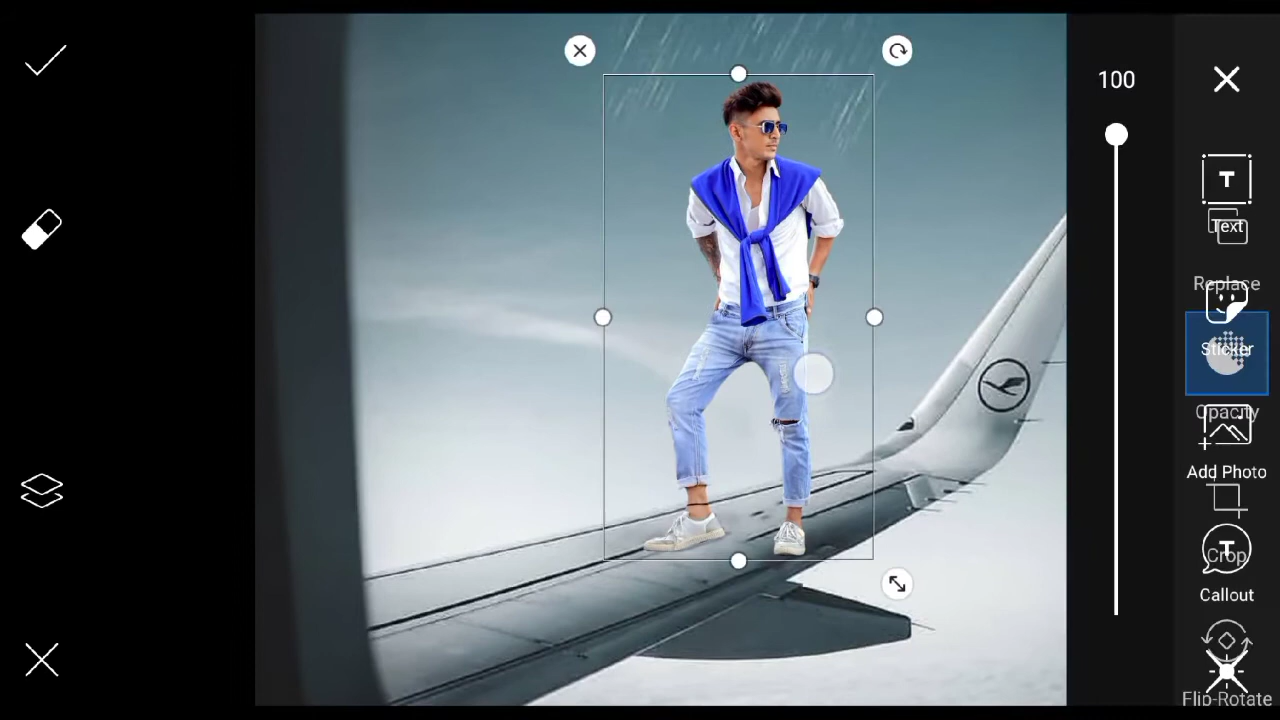 100
T
Text
Replace
Sticker
Opacity
Add Photo
Crop
T
Callout
Flip-Rotate